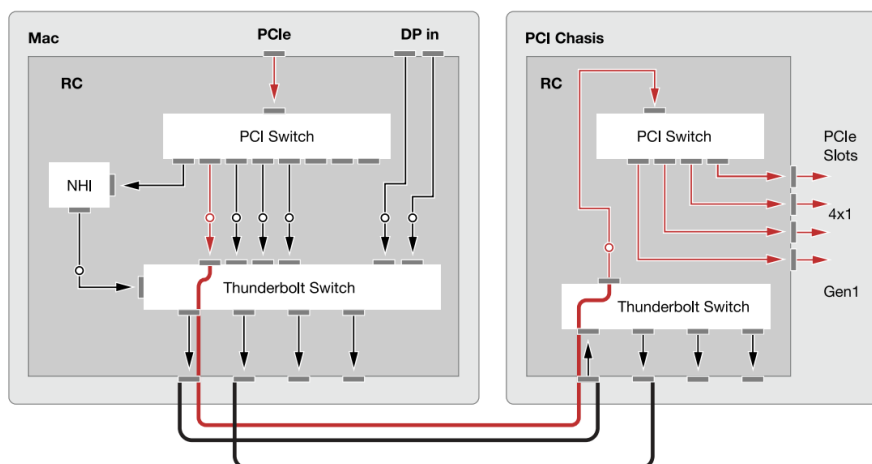 Mac
PCIe
DP in
RC
PCI Switch
NHI
Thunderbolt Switch
PCI Chasis
RC
PCI Switch
PCIe
Slots
4x1
Gen1
Thunderbolt Switch